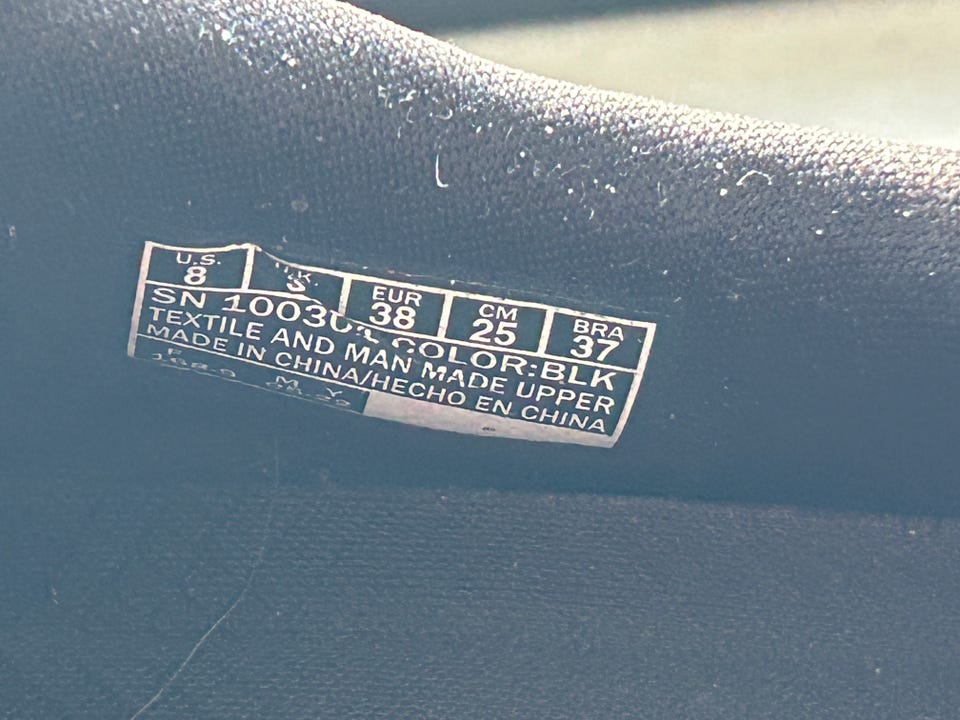 U.S. U.K. EUR CM BRA
8 38 25 37
SN COLOR:BLK
TEXTILE AND MAN MADE UPPER
MADE IN CHINA/HECHO EN CHINA
M Y